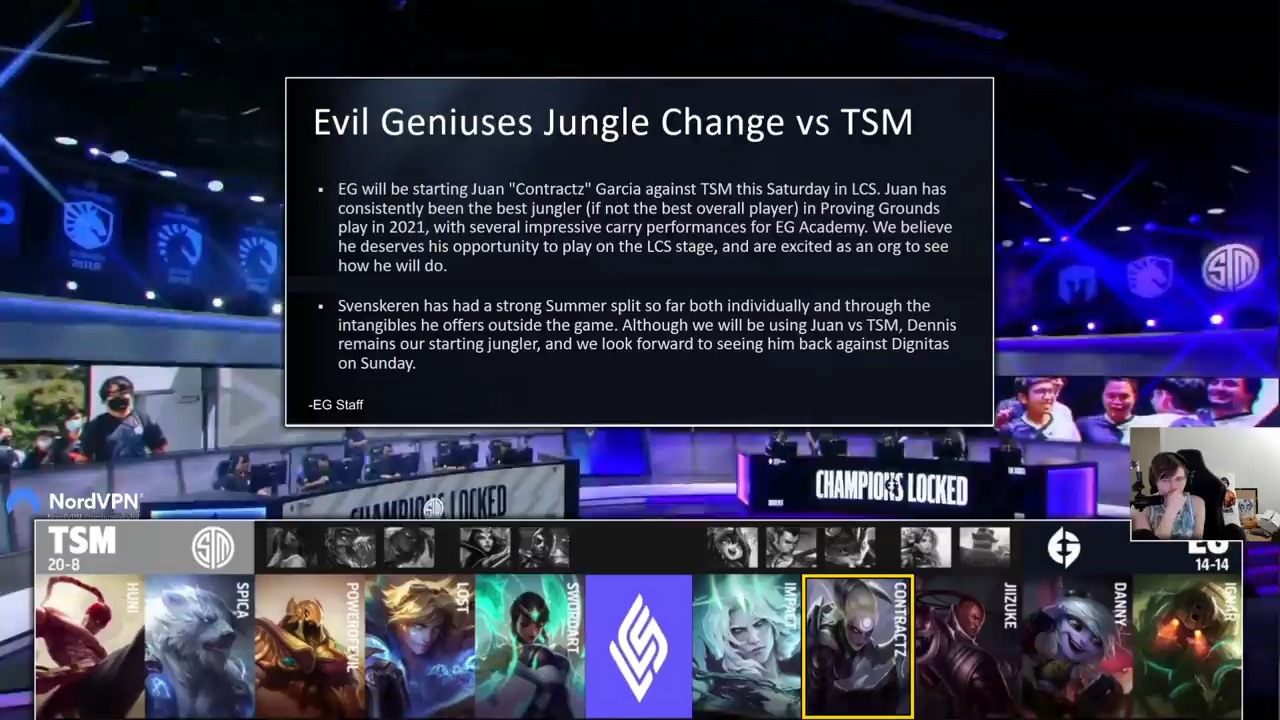 Evil Geniuses Jungle Change vs TSM
▪ EG will be starting Juan "Contractz" Garcia against TSM this Saturday in LCS. Juan has
consistently been the best jungler (if not the best overall player) in Proving Grounds
play in 2021, with several impressive carry performances for EG Academy. We believe
he deserves his opportunity to play on the LCS stage, and are excited as an org to see
how he will do.
▪ Svenskeren has had a strong Summer split so far both individually and through the
intangibles he offers outside the game. Although we will be using Juan vs TSM, Dennis
remains our starting jungler, and we look forward to seeing him back against Dignitas
on Sunday.
-EG Staff
TSM
CHAMPIONS LOCKED
CHAMPIONS LOCKED
NordVPN
TSM
20-8
TSM
EG
14-14
HUNI
SPICA
POWEROFEVIL
LOST
SWORDART
IMPACT
CONTRACTZ
JIIZUKE
DANNY
IGNAR